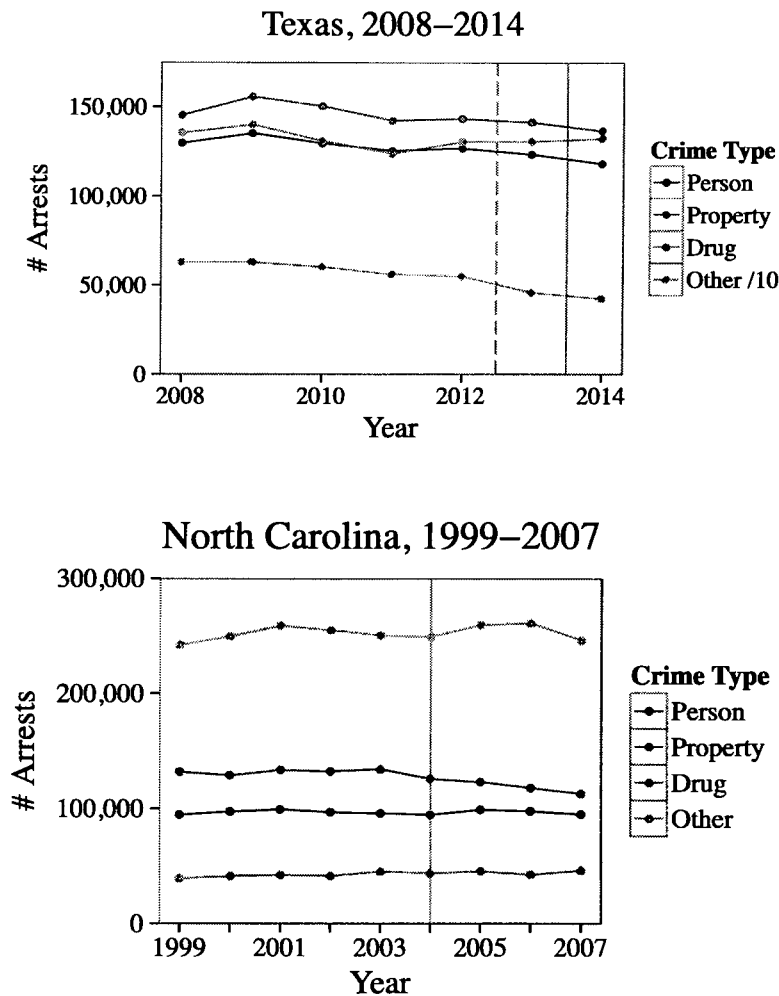 Texas, 2008–2014
150,000
100,000
50,000
0
# Arrests
2008
2010
2012
2014
Year
Crime Type
Person
Property
Drug
Other /10
North Carolina, 1999–2007
300,000
200,000
100,000
0
# Arrests
1999
2001
2003
2005
2007
Year
Crime Type
Person
Property
Drug
Other